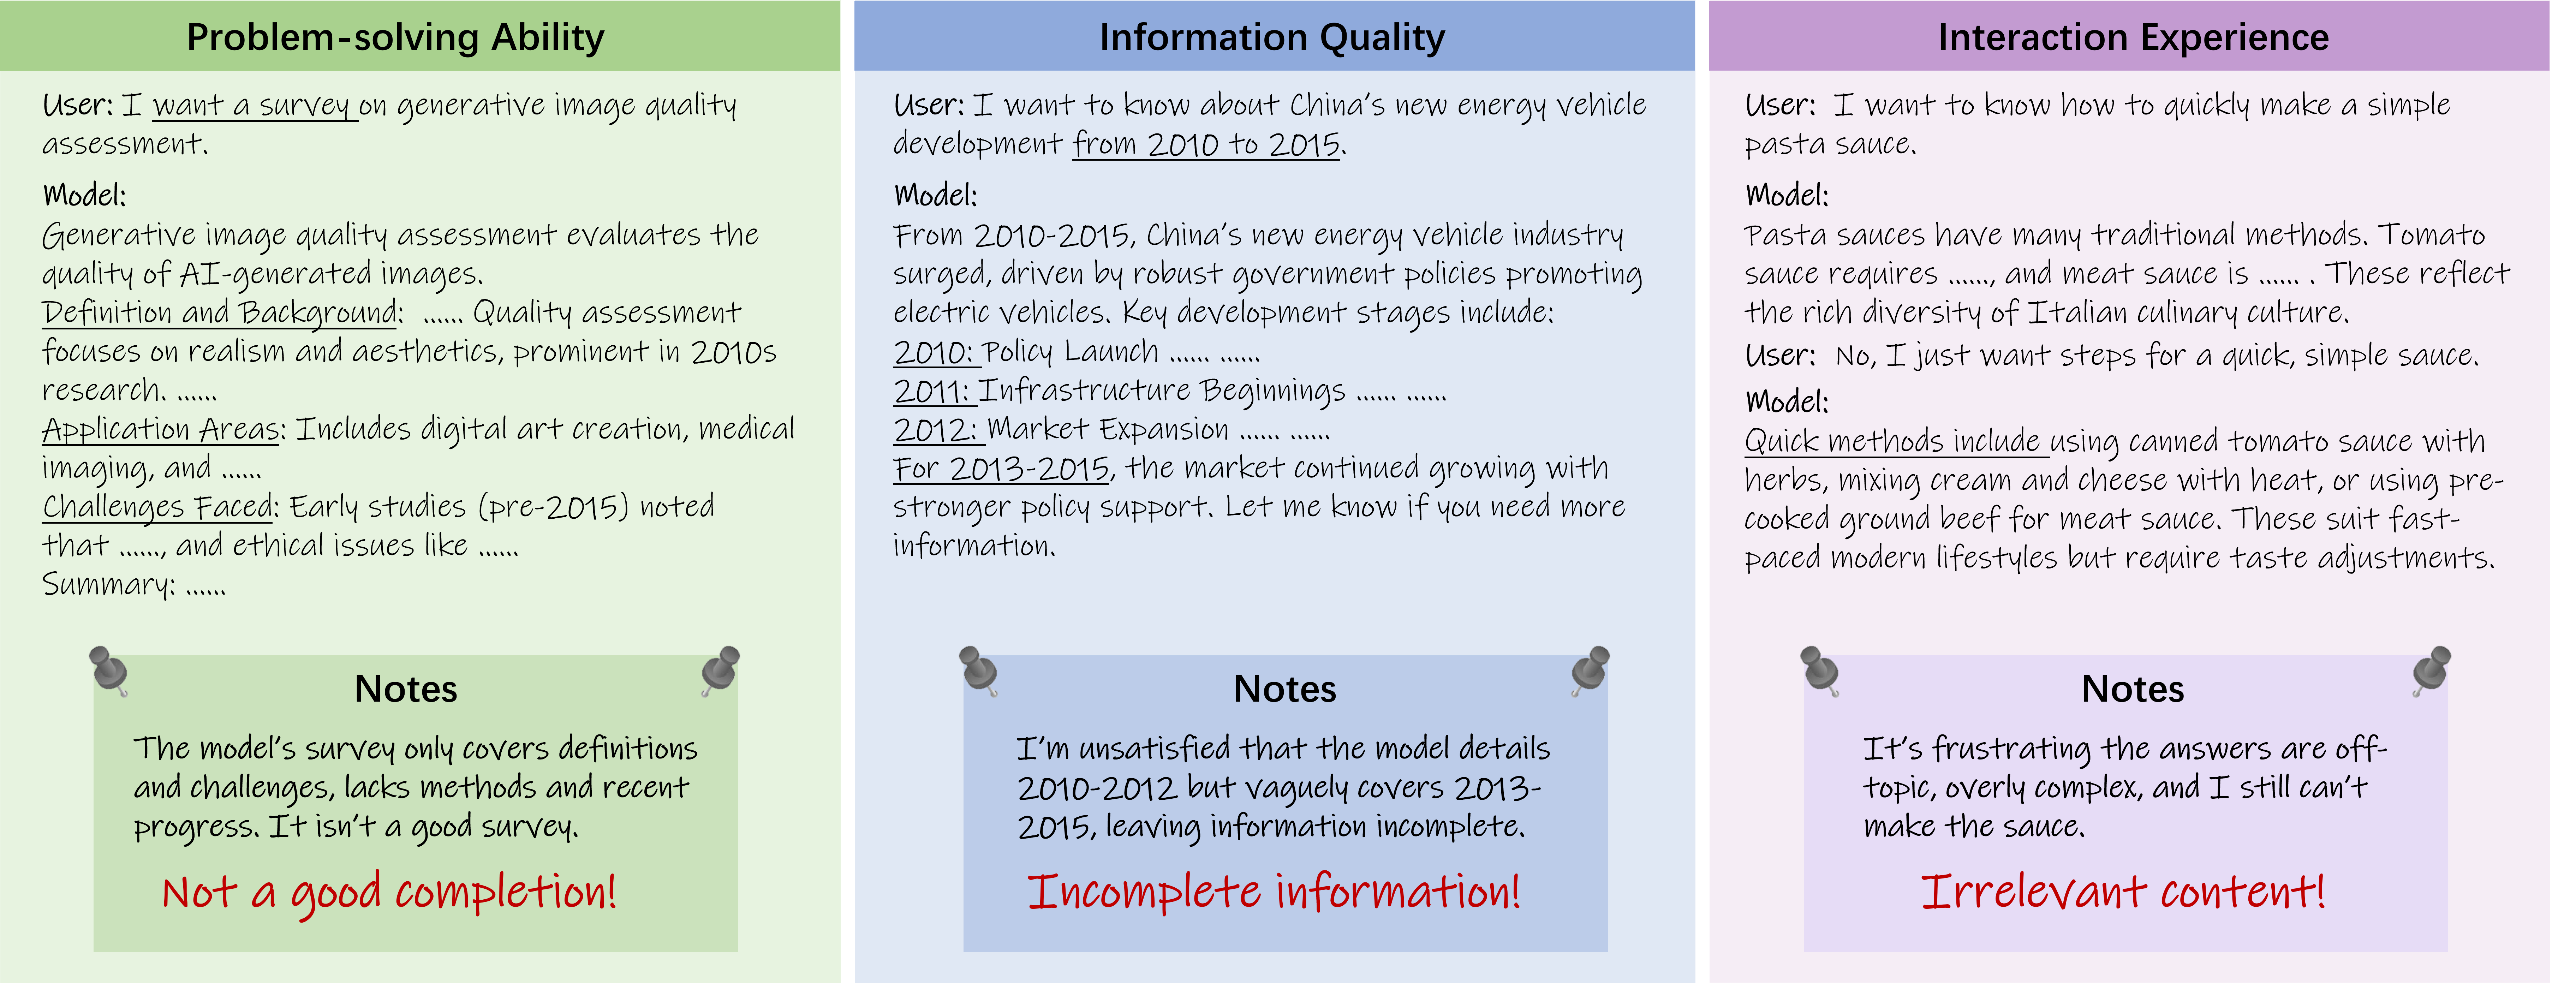 Problem-solving Ability
User: I want a survey on generative image quality
assessment.
Model:
Generative image quality assessment evaluates the
quality of AI-generated images.
Definition and Background: ...... Quality assessment
focuses on realism and aesthetics, prominent in 2010s
research. ......
Application Areas: Includes digital art creation, medical
imaging, and ......
Challenges Faced: Early studies (pre-2015) noted
that ......, and ethical issues like ......
Summary: ......
Notes
The model's survey only covers definitions
and challenges, lacks methods and recent
progress. It isn't a good survey.
Not a good completion!
Information Quality
User: I want to know about China's new energy vehicle
development from 2010 to 2015.
Model:
From 2010-2015, China's new energy vehicle industry
surged, driven by robust government policies promoting
electric vehicles. Key development stages include:
2010: Policy Launch ...... ......
2011: Infrastructure Beginnings ...... ......
2012: Market Expansion ...... ......
For 2013-2015, the market continued growing with
stronger policy support. Let me know if you need more
information.
Notes
I'm unsatisfied that the model details
2010-2012 but vaguely covers 2013-
2015, leaving information incomplete.
Incomplete information!
Interaction Experience
User: I want to know how to quickly make a simple
pasta sauce.
Model:
Pasta sauces have many traditional methods. Tomato
sauce requires ......, and meat sauce is ...... . These reflect
the rich diversity of Italian culinary culture.
User: No, I just want steps for a quick, simple sauce.
Model:
Quick methods include using canned tomato sauce with
herbs, mixing cream and cheese with heat, or using pre-
cooked ground beef for meat sauce. These suit fast-
paced modern lifestyles but require taste adjustments.
Notes
It's frustrating the answers are off-
topic, overly complex, and I still can't
make the sauce.
Irrelevant content!